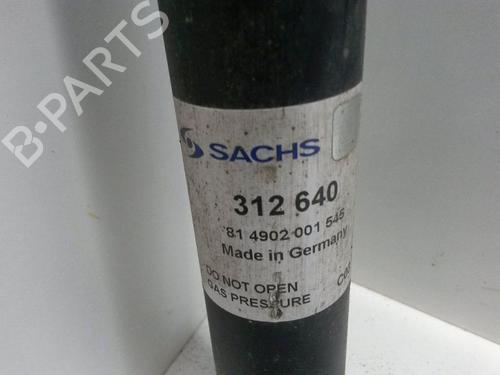 B-PARTS
SACHS
312 640
81 4902 001 545
Made in Germany
DO NOT OPEN
GAS PRESSURE